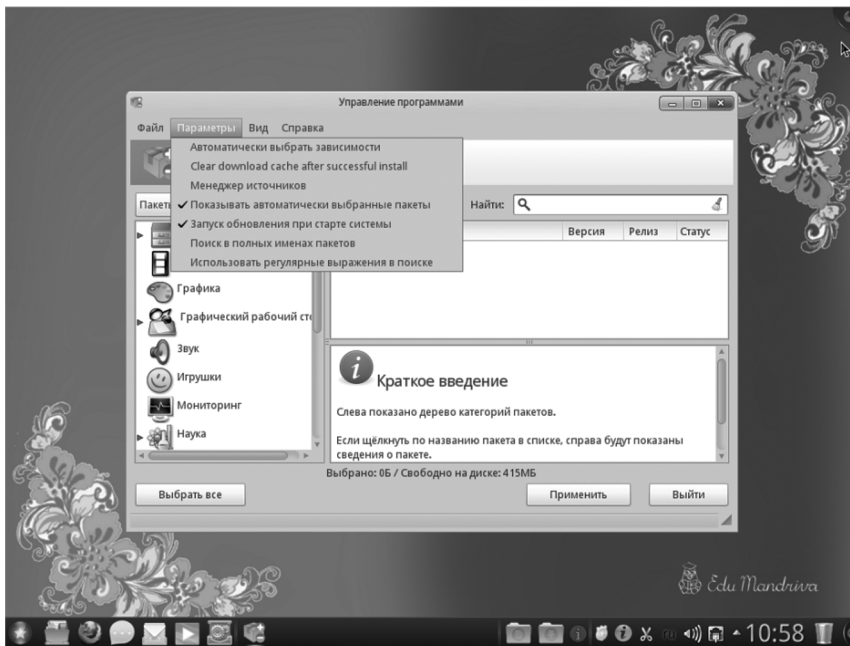 Управление программами
Файл Параметры Вид Справка
Автоматически выбрать зависимости
Clear download cache after successful install
Менеджер источников
Показывать автоматически выбранные пакеты
Запуск обновления при старте системы
Поиск в полных именах пакетов
Использовать регулярные выражения в поиске
Найти:
Версия Релиз Статус
Графика
Графический рабочий сто
Звук
Игрушки
Мониторинг
Наука
Краткое введение
Слева показано дерево категорий пакетов.
Если щёлкнуть по названию пакета в списке, справа будут показаны
сведения о пакете.
Выбрано: 0Б / Свободно на диске: 415МБ
Выбрать все Применить Выйти
Edu Mandriva
ru 10:58